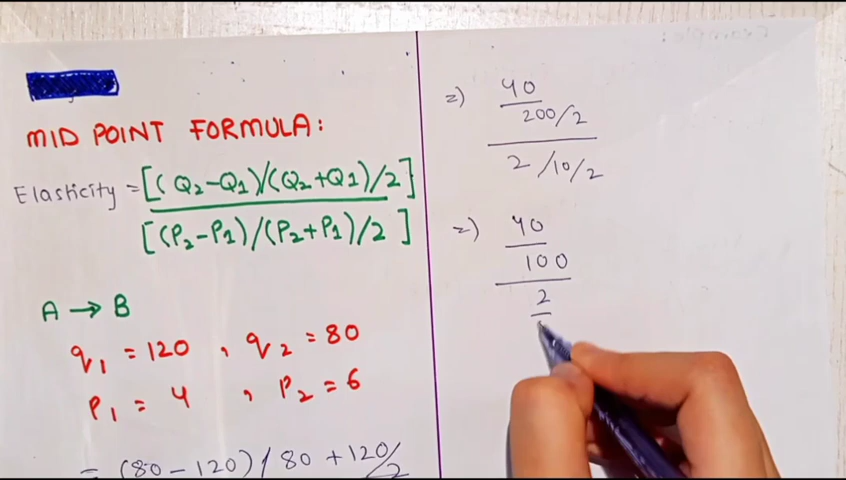 MID POINT FORMULA:
Elasticity = [(Q2-Q1)/(Q2+Q1)/2]
[(P2-P1)/(P2+P1)/2]
A → B
q1 = 120 , q2 = 80
P1 = 4 , P2 = 6
= (80 - 120) / 80 + 120/2
=) 40
200/2
2/10/2
=) 40
100
2